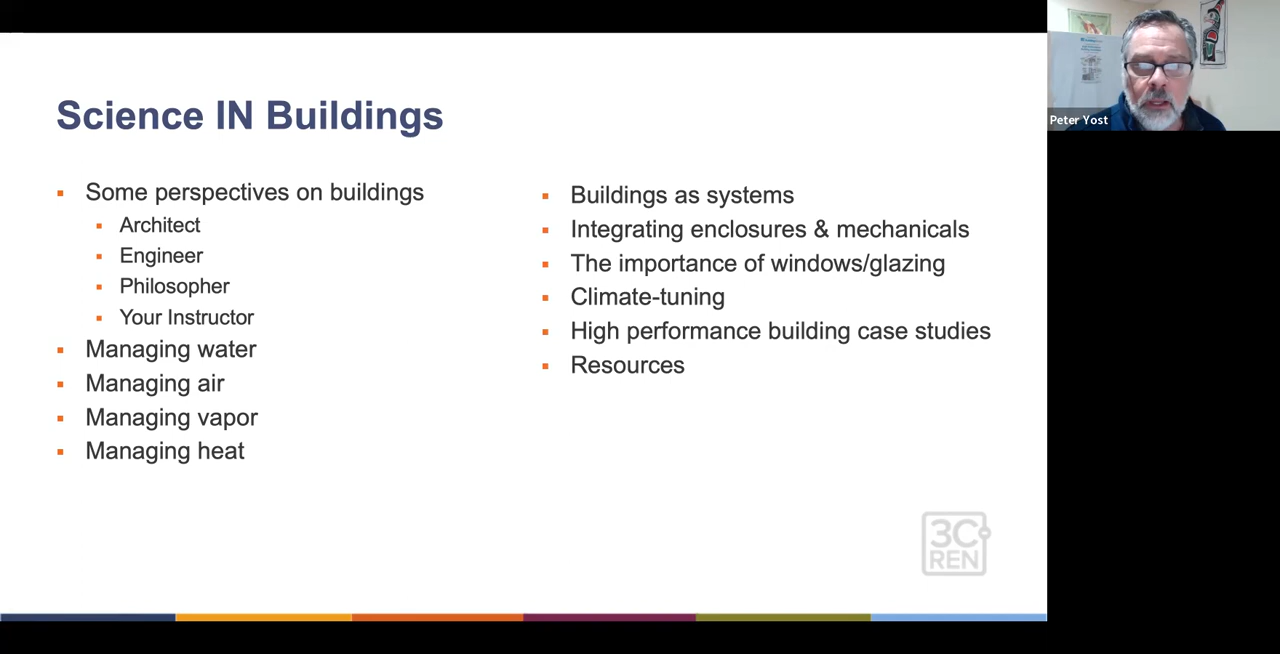 Science IN Buildings
Some perspectives on buildings
Architect
Engineer
Philosopher
Your Instructor
Managing water
Managing air
Managing vapor
Managing heat
Buildings as systems
Integrating enclosures & mechanicals
The importance of windows/glazing
Climate-tuning
High performance building case studies
Resources
3C
REN
Peter Yost